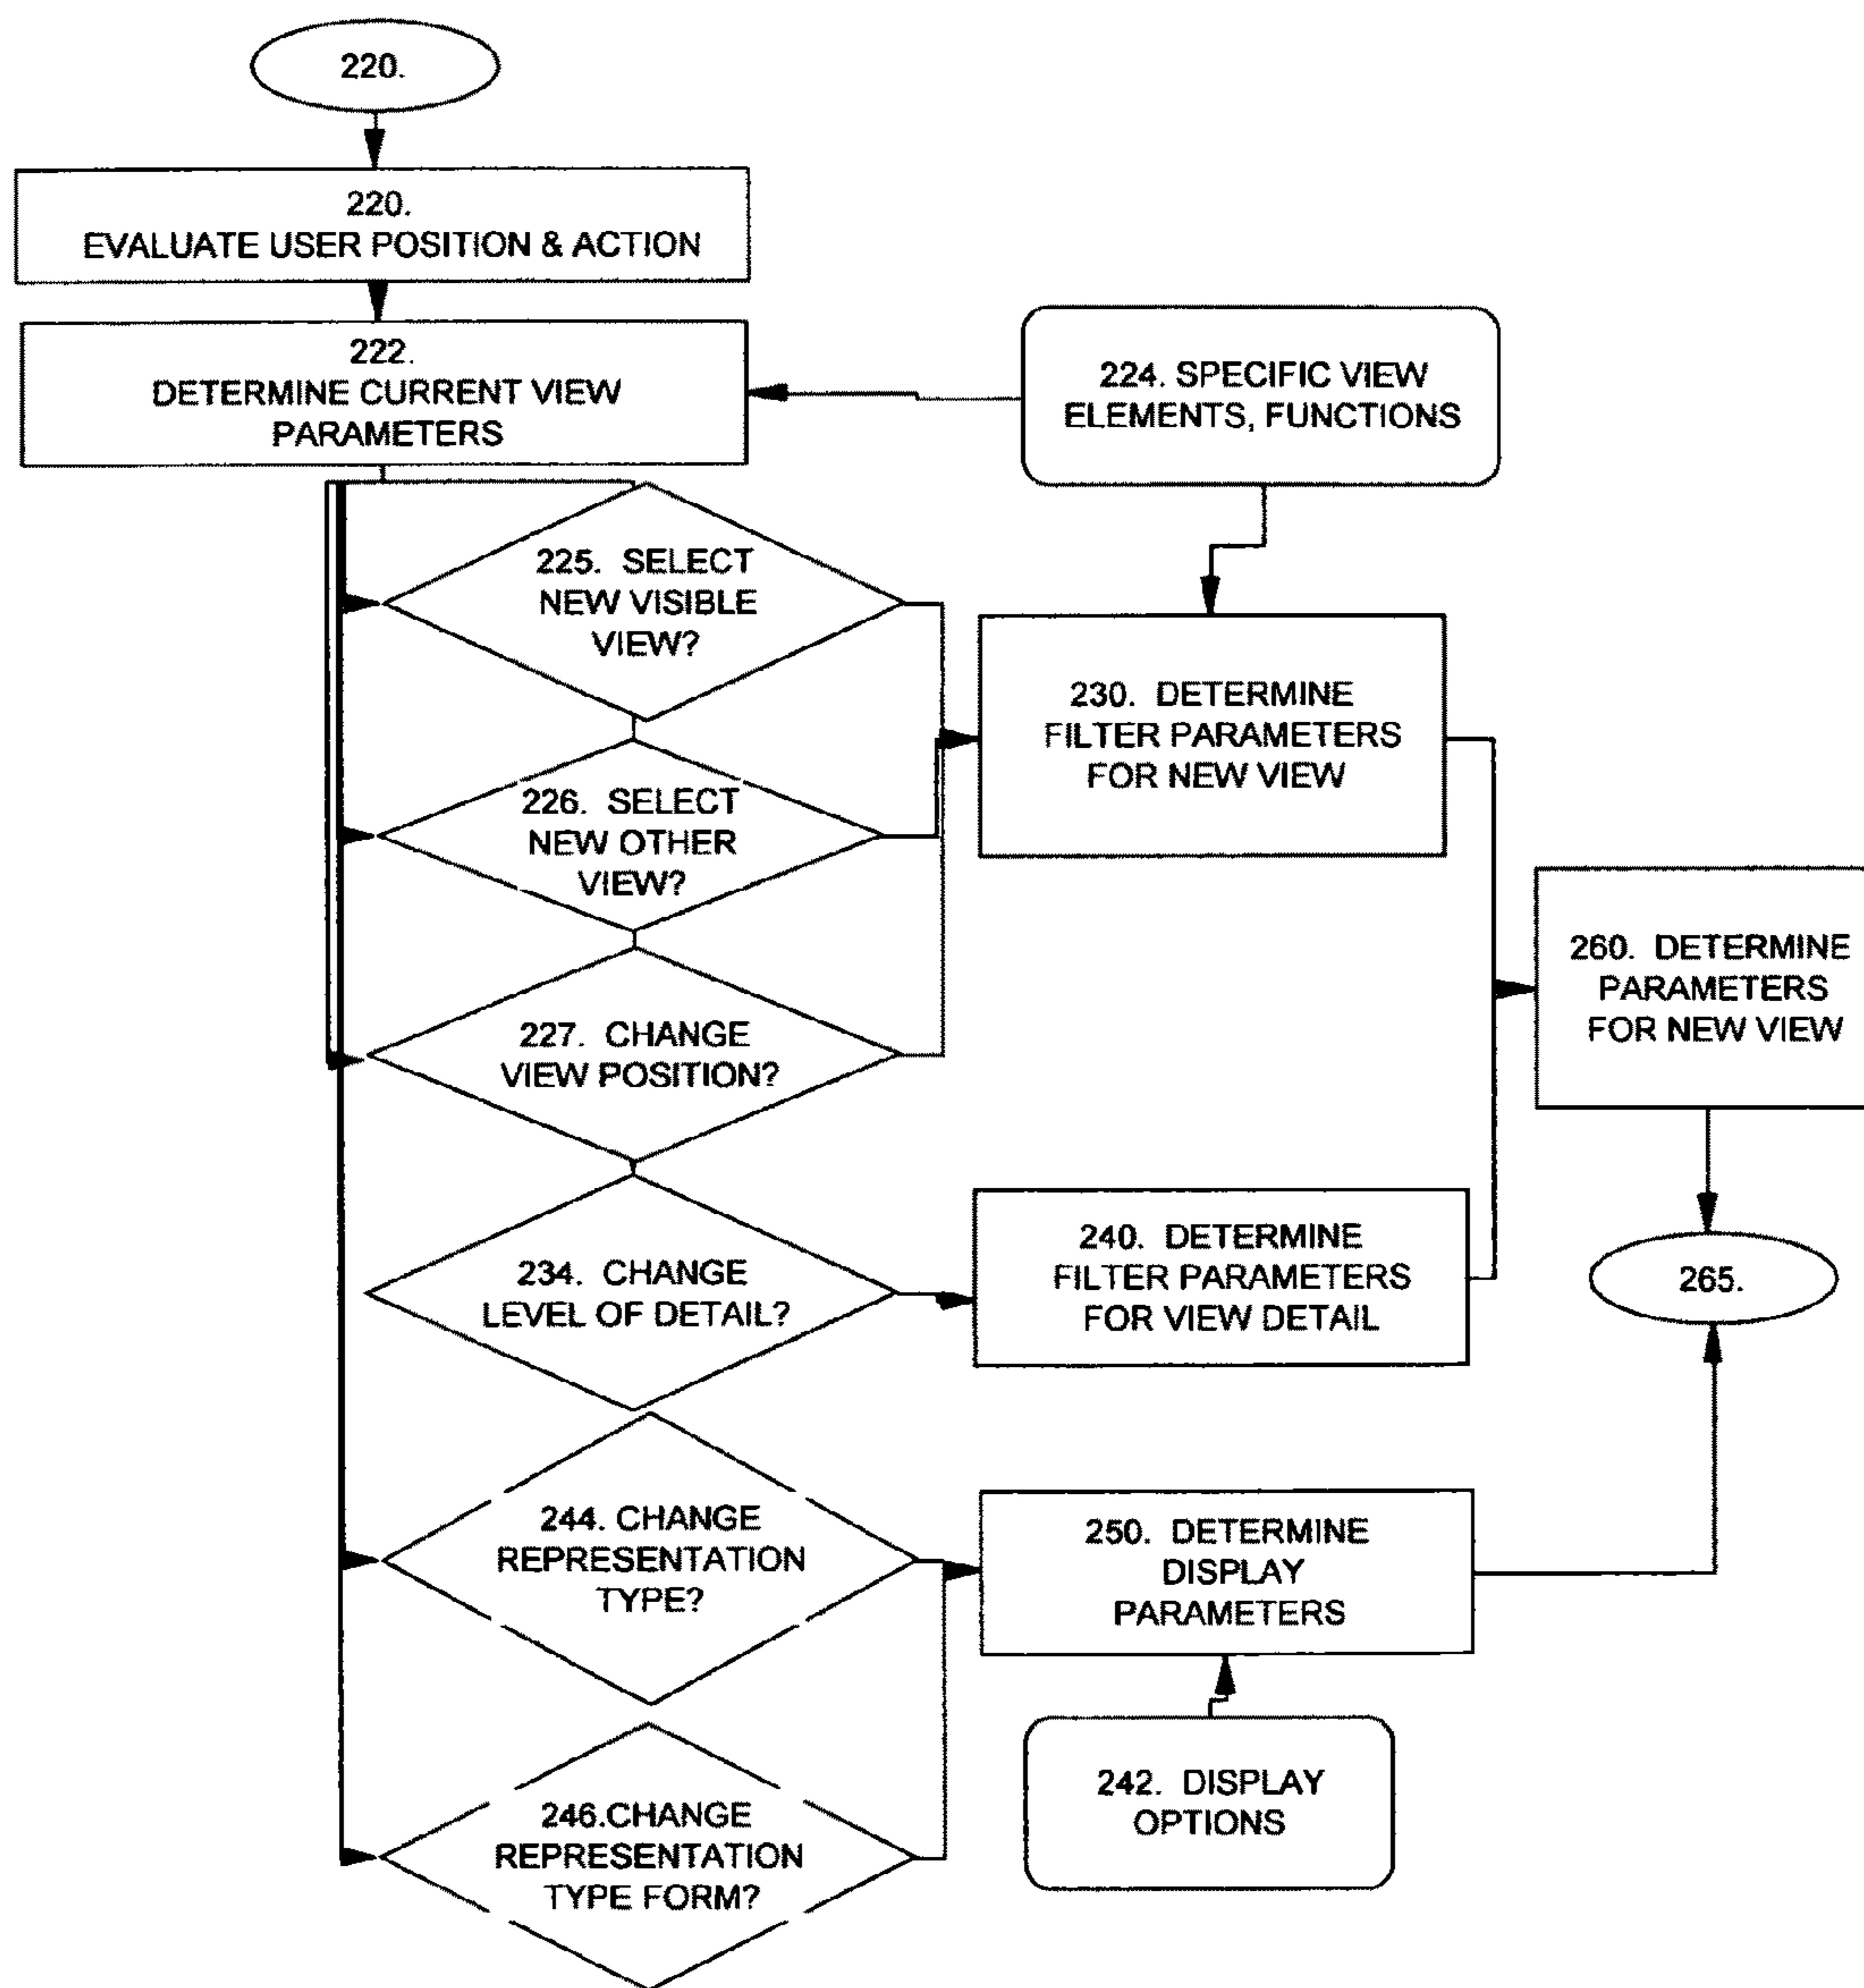 220.
220.
EVALUATE USER POSITION & ACTION
222.
DETERMINE CURRENT VIEW
PARAMETERS
224. SPECIFIC VIEW
ELEMENTS, FUNCTIONS
225. SELECT
NEW VISIBLE
VIEW?
230. DETERMINE
FILTER PARAMETERS
FOR NEW VIEW
226. SELECT
NEW OTHER
VIEW?
260. DETERMINE
PARAMETERS
FOR NEW VIEW
227. CHANGE
VIEW POSITION?
234. CHANGE
LEVEL OF DETAIL?
240. DETERMINE
FILTER PARAMETERS
FOR VIEW DETAIL
265.
244. CHANGE
REPRESENTATION
TYPE?
250. DETERMINE
DISPLAY
PARAMETERS
246.CHANGE
REPRESENTATION
TYPE FORM?
242. DISPLAY
OPTIONS